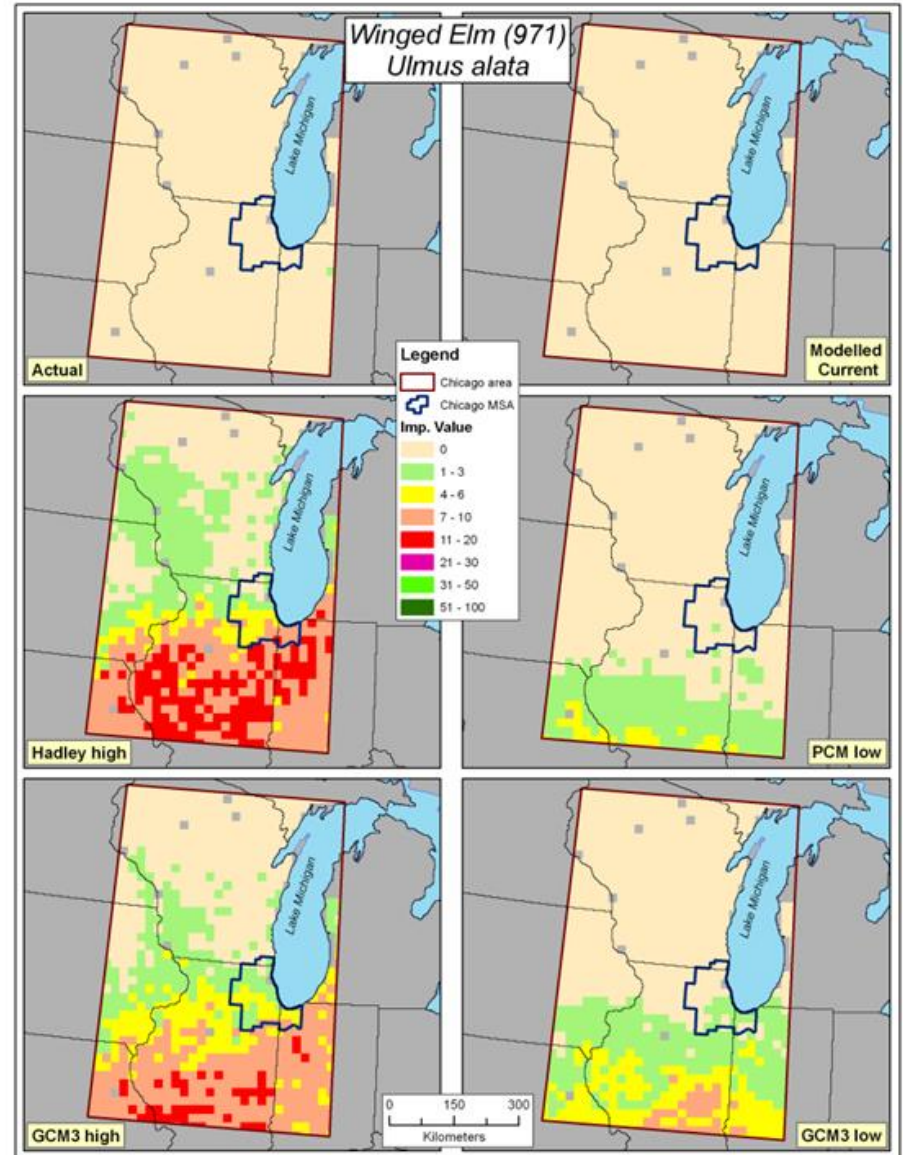 Winged Elm (971)
Ulmus alata
Lake Michigan
Lake Michigan
Actual
Modelled
Current
Legend
Chicago area
Chicago MSA
Imp. Value
0
1 - 3
4 - 6
7 - 10
11 - 20
21 - 30
31 - 50
51 - 100
Lake Michigan
Lake Michigan
Hadley high
PCM low
Lake Michigan
Lake Michigan
GCM3 high
0 150 300
Kilometers
GCM3 low